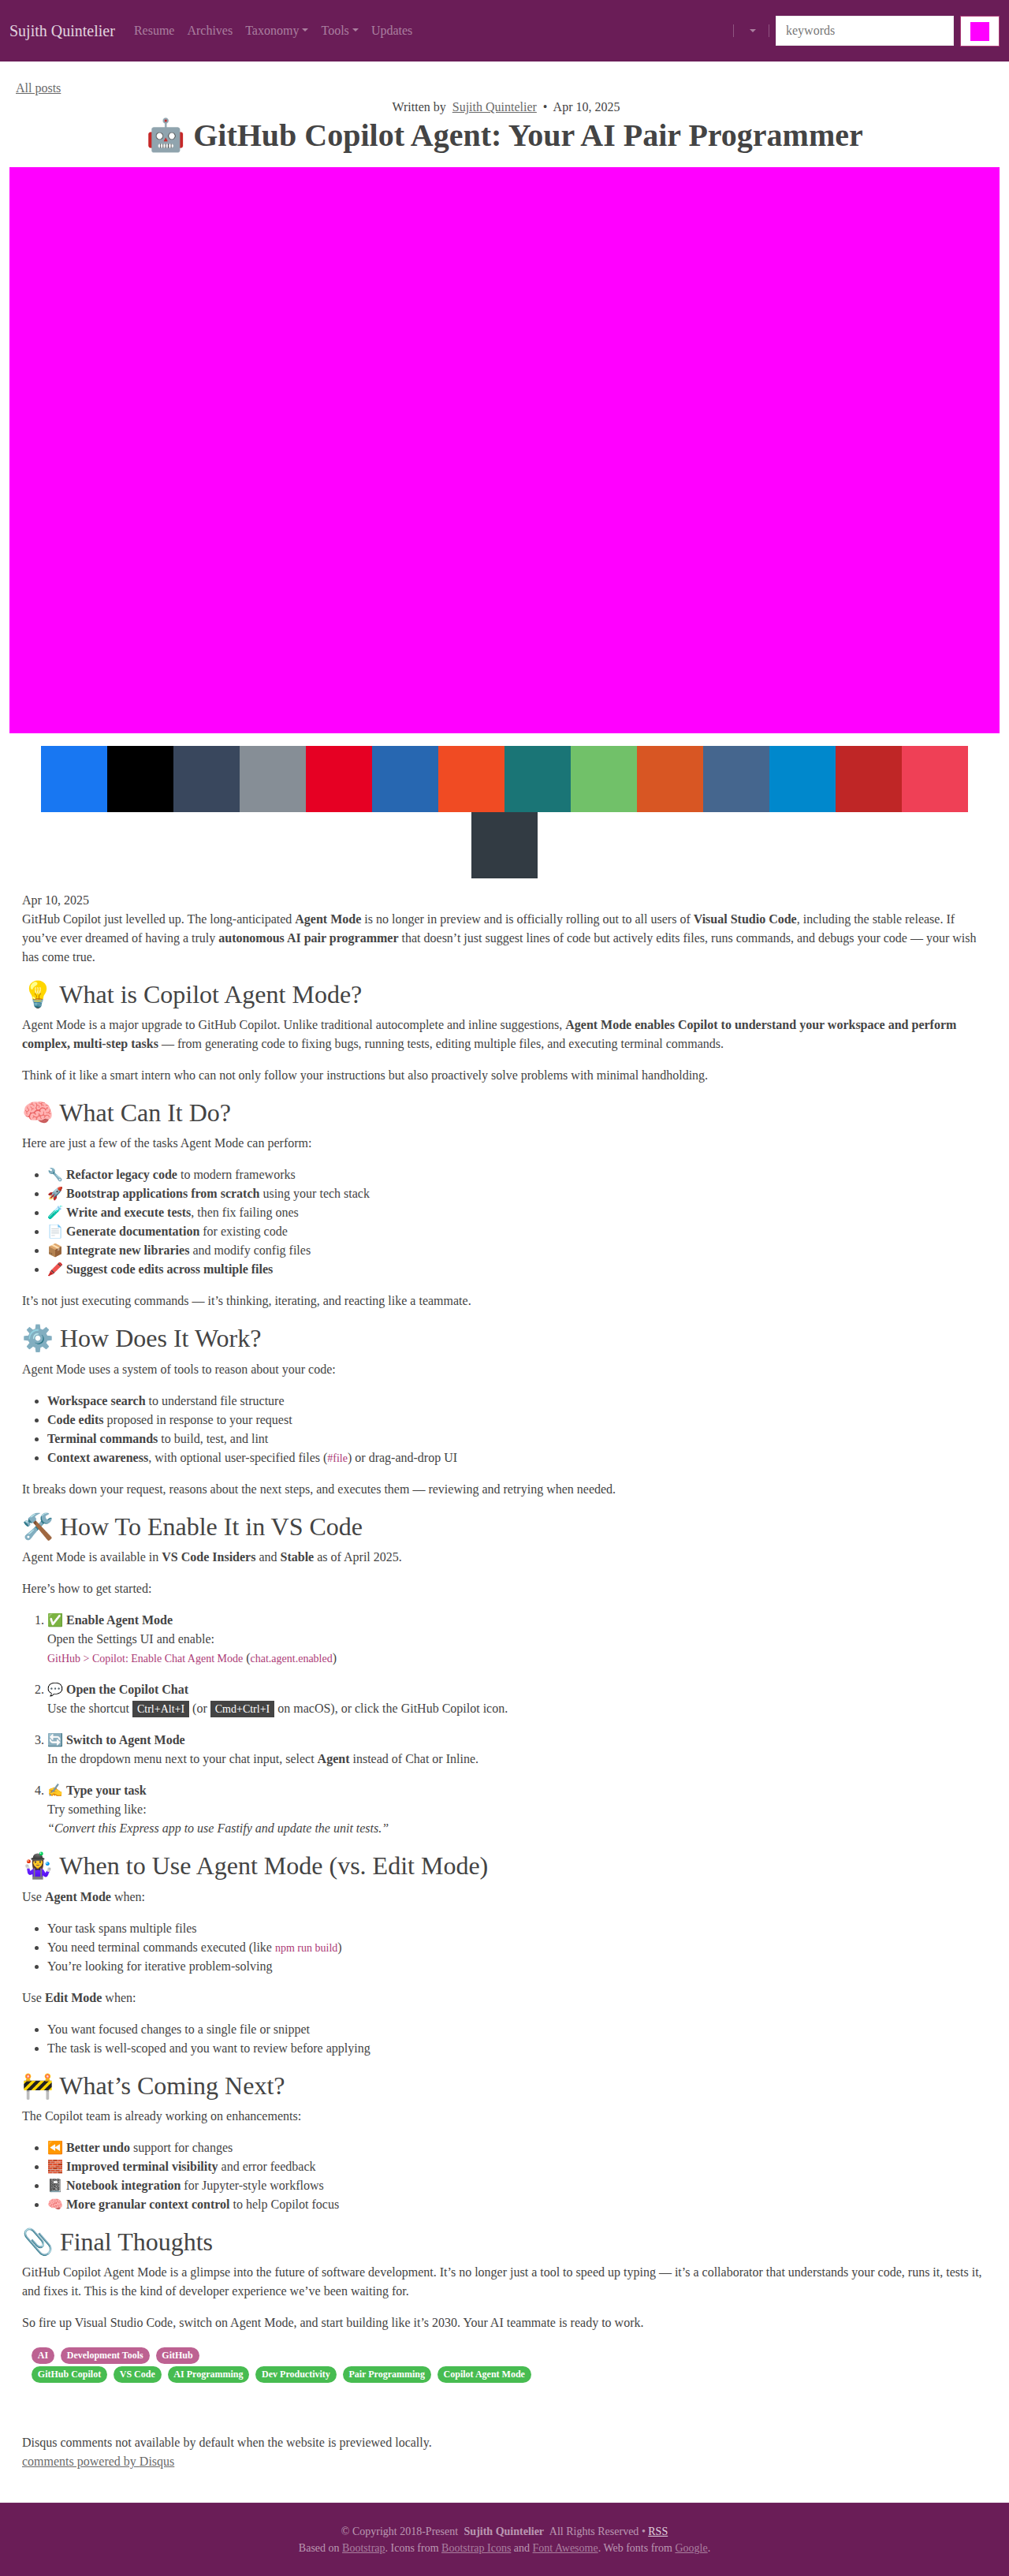 Sujith Quintelier Resume Archives Taxonomy Tools Updates keywords
All posts
Written by Sujith Quintelier • Apr 10, 2025
🤖 GitHub Copilot Agent: Your AI Pair Programmer
Apr 10, 2025
GitHub Copilot just levelled up. The long-anticipated Agent Mode is no longer in preview and is officially rolling out to all users of Visual Studio Code, including the stable release. If
you’ve ever dreamed of having a truly autonomous AI pair programmer that doesn’t just suggest lines of code but actively edits files, runs commands, and debugs your code — your wish
has come true.
💡 What is Copilot Agent Mode?
Agent Mode is a major upgrade to GitHub Copilot. Unlike traditional autocomplete and inline suggestions, Agent Mode enables Copilot to understand your workspace and perform
complex, multi-step tasks — from generating code to fixing bugs, running tests, editing multiple files, and executing terminal commands.
Think of it like a smart intern who can not only follow your instructions but also proactively solve problems with minimal handholding.
🧠 What Can It Do?
Here are just a few of the tasks Agent Mode can perform:
• 🔧 Refactor legacy code to modern frameworks
• 🚀 Bootstrap applications from scratch using your tech stack
• 🧪 Write and execute tests, then fix failing ones
• 📄 Generate documentation for existing code
• 📦 Integrate new libraries and modify config files
• 🖍️ Suggest code edits across multiple files
It’s not just executing commands — it’s thinking, iterating, and reacting like a teammate.
⚙️ How Does It Work?
Agent Mode uses a system of tools to reason about your code:
• Workspace search to understand file structure
• Code edits proposed in response to your request
• Terminal commands to build, test, and lint
• Context awareness, with optional user-specified files (#file) or drag-and-drop UI
It breaks down your request, reasons about the next steps, and executes them — reviewing and retrying when needed.
🛠️ How To Enable It in VS Code
Agent Mode is available in VS Code Insiders and Stable as of April 2025.
Here’s how to get started:
1. ✅ Enable Agent Mode
Open the Settings UI and enable:
GitHub > Copilot: Enable Chat Agent Mode (chat.agent.enabled)
2. 💬 Open the Copilot Chat
Use the shortcut Ctrl+Alt+I (or Cmd+Ctrl+I on macOS), or click the GitHub Copilot icon.
3. 🔄 Switch to Agent Mode
In the dropdown menu next to your chat input, select Agent instead of Chat or Inline.
4. ✍️ Type your task
Try something like:
“Convert this Express app to use Fastify and update the unit tests.”
🤹‍♀️ When to Use Agent Mode (vs. Edit Mode)
Use Agent Mode when:
• Your task spans multiple files
• You need terminal commands executed (like npm run build)
• You’re looking for iterative problem-solving
Use Edit Mode when:
• You want focused changes to a single file or snippet
• The task is well-scoped and you want to review before applying
🚧 What’s Coming Next?
The Copilot team is already working on enhancements:
• ⏪ Better undo support for changes
• 🧱 Improved terminal visibility and error feedback
• 📓 Notebook integration for Jupyter-style workflows
• 🧠 More granular context control to help Copilot focus
📎 Final Thoughts
GitHub Copilot Agent Mode is a glimpse into the future of software development. It’s no longer just a tool to speed up typing — it’s a collaborator that understands your code, runs it, tests it,
and fixes it. This is the kind of developer experience we’ve been waiting for.
So fire up Visual Studio Code, switch on Agent Mode, and start building like it’s 2030. Your AI teammate is ready to work.
AI Development Tools GitHub
GitHub Copilot VS Code AI Programming Dev Productivity Pair Programming Copilot Agent Mode
Disqus comments not available by default when the website is previewed locally.
comments powered by Disqus
© Copyright 2018-Present Sujith Quintelier All Rights Reserved • RSS
Based on Bootstrap. Icons from Bootstrap Icons and Font Awesome. Web fonts from Google.